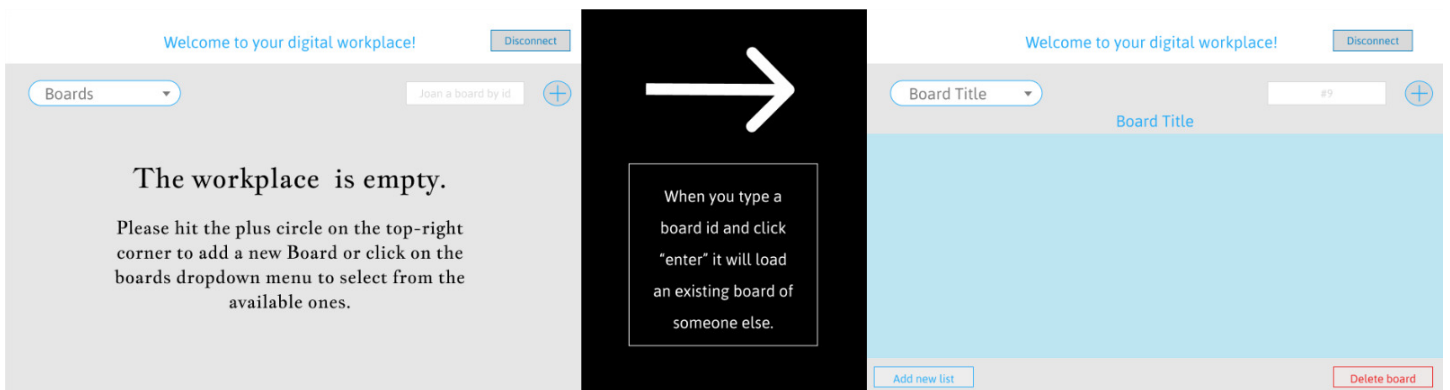 Welcome to your digital workplace!
Disconnect
Boards
Joan a board by id
The workplace is empty.
Please hit the plus circle on the top-right
corner to add a new Board or click on the
boards dropdown menu to select from the
available ones.
When you type a
board id and click
“enter” it will load
an existing board of
someone else.
Welcome to your digital workplace!
Disconnect
Board Title
#9
Board Title
Add new list
Delete board